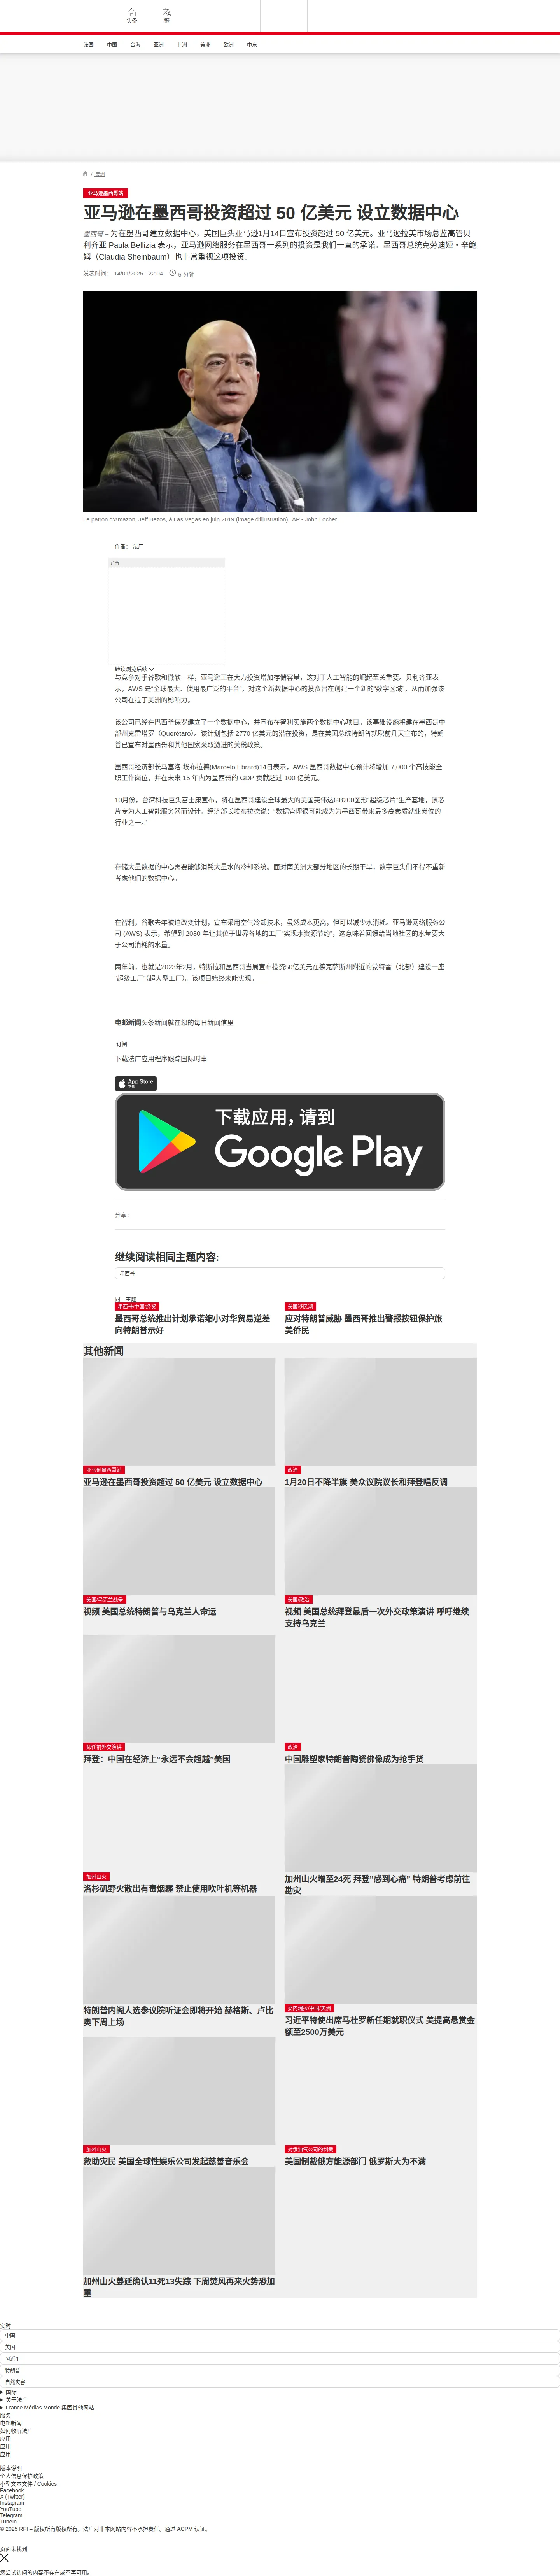 头条
繁
法国
中国
台海
亚洲
非洲
美洲
欧洲
中东
/ 美洲
亚马逊墨西哥站
亚马逊在墨西哥投资超过 50 亿美元 设立数据中心
墨西哥 – 为在墨西哥建立数据中心，美国巨头亚马逊1月14日宣布投资超过 50 亿美元。亚马逊拉美市场总监高管贝
利齐亚 Paula Bellizia 表示，亚马逊网络服务在墨西哥一系列的投资是我们一直的承诺。墨西哥总统克劳迪娅・辛鲍
姆（Claudia Sheinbaum）也非常重视这项投资。
发表时间： 14/01/2025 - 22:04
5 分钟
Le patron d'Amazon, Jeff Bezos, à Las Vegas en juin 2019 (image d'illustration). AP - John Locher
作者： 法广
广告
继续浏览后续
与竞争对手谷歌和微软一样，亚马逊正在大力投资增加存储容量，这对于人工智能的崛起至关重要。贝利齐亚表
示，AWS 是“全球最大、使用最广泛的平台”，对这个新数据中心的投资旨在创建一个新的“数字区域”，从而加强该
公司在拉丁美洲的影响力。
该公司已经在巴西圣保罗建立了一个数据中心，并宣布在智利实施两个数据中心项目。该基础设施将建在墨西哥中
部州克雷塔罗（Querétaro）。该计划包括 2770 亿美元的潜在投资，是在美国总统特朗普就职前几天宣布的，特朗
普已宣布对墨西哥和其他国家采取激进的关税政策。
墨西哥经济部长马塞洛·埃布拉德(Marcelo Ebrard)14日表示，AWS 墨西哥数据中心预计将增加 7,000 个高技能全
职工作岗位，并在未来 15 年内为墨西哥的 GDP 贡献超过 100 亿美元。
10月份，台湾科技巨头富士康宣布，将在墨西哥建设全球最大的美国英伟达GB200图形“超级芯片”生产基地，该芯
片专为人工智能服务器而设计。经济部长埃布拉德说：“数据管理很可能成为为墨西哥带来最多高素质就业岗位的
行业之一。”
存储大量数据的中心需要能够消耗大量水的冷却系统。面对南美洲大部分地区的长期干旱，数字巨头们不得不重新
考虑他们的数据中心。
在智利，谷歌去年被迫改变计划，宣布采用空气冷却技术，虽然成本更高，但可以减少水消耗。亚马逊网络服务公
司 (AWS) 表示，希望到 2030 年让其位于世界各地的工厂“实现水资源节约”，这意味着回馈给当地社区的水量要大
于公司消耗的水量。
两年前，也就是2023年2月，特斯拉和墨西哥当局宣布投资50亿美元在德克萨斯州附近的蒙特雷（北部）建设一座
“超级工厂”（超大型工厂）。该项目始终未能实现。
电邮新闻头条新闻就在您的每日新闻信里
订阅
下载法广应用程序跟踪国际时事
App Store
下载
下载应用，请到
Google Play
分享 :
继续阅读相同主题内容:
墨西哥
同一主题
墨西哥/中国/经贸
墨西哥总统推出计划承诺缩小对华贸易逆差
向特朗普示好
美国移民潮
应对特朗普威胁 墨西哥推出警报按钮保护旅
美侨民
其他新闻
亚马逊墨西哥站
亚马逊在墨西哥投资超过 50 亿美元 设立数据中心
政治
1月20日不降半旗 美众议院议长和拜登唱反调
美国/乌克兰战争
视频 美国总统特朗普与乌克兰人命运
美国/政治
视频 美国总统拜登最后一次外交政策演讲 呼吁继续
支持乌克兰
卸任前外交演讲
拜登：中国在经济上“永远不会超越”美国
政治
中国雕塑家特朗普陶瓷佛像成为抢手货
加州山火
洛杉矶野火散出有毒烟霾 禁止使用吹叶机等机器
加州山火增至24死 拜登"感到心痛" 特朗普考虑前往
勘灾
特朗普内阁人选参议院听证会即将开始 赫格斯、卢比
奥下周上场
委内瑞拉/中国/美洲
习近平特使出席马杜罗新任期就职仪式 美提高悬赏金
额至2500万美元
加州山火
救助灾民 美国全球性娱乐公司发起慈善音乐会
对俄油气公司的制裁
美国制裁俄方能源部门 俄罗斯大为不满
加州山火蔓延确认11死13失踪 下周焚风再来火势恐加
重
实时
中国
美国
习近平
特朗普
自然灾害
国际
关于法广
France Médias Monde 集团其他网站
服务
电邮新闻
如何收听法广
应用
应用
应用
版本说明
个人信息保护政策
小型文本文件 / Cookies
Facebook
X (Twitter)
Instagram
YouTube
Telegram
TuneIn
© 2025 RFI – 版权所有版权所有。法广对非本网站内容不承担责任。通过 ACPM 认证。
页面未找到
您尝试访问的内容不存在或不再可用。